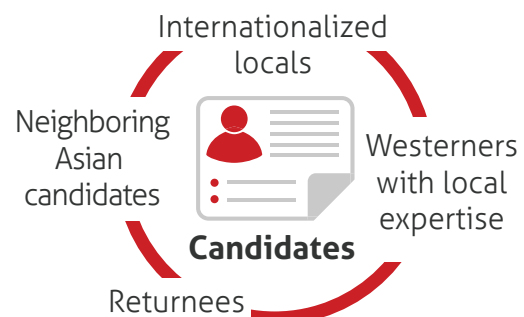 Internationalized
locals
Neighboring
Asian
candidates
Westerners
with local
expertise
Candidates
Returnees